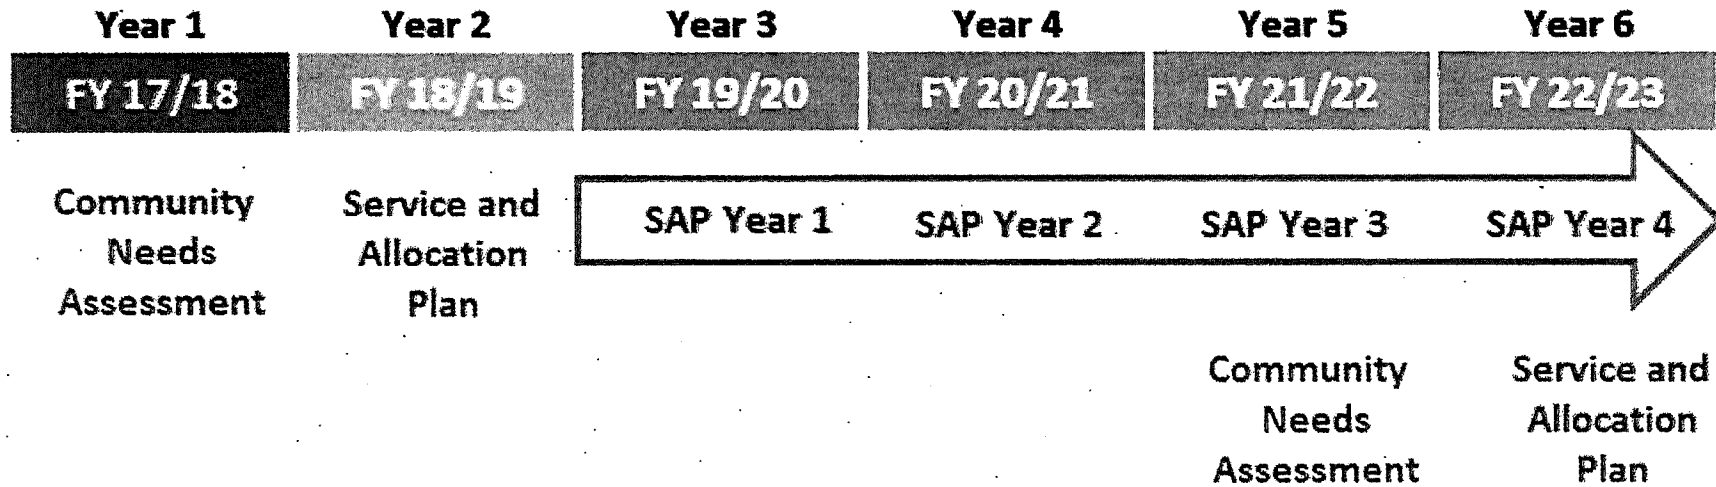 Year 1 Year 2 Year 3 Year 4 Year 5 Year 6
FY 17/18 FY 18/19 FY 19/20 FY 20/21 FY 21/22 FY 22/23
Community
Needs
Assessment
Service and
Allocation
Plan
SAP Year 1 SAP Year 2 SAP Year 3 SAP Year 4
Community
Needs
Assessment
Service and
Allocation
Plan